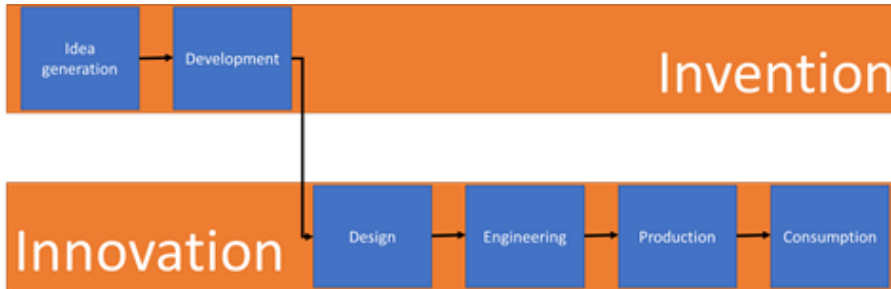 Idea
generation
Development
Invention
Innovation
Design
Engineering
Production
Consumption